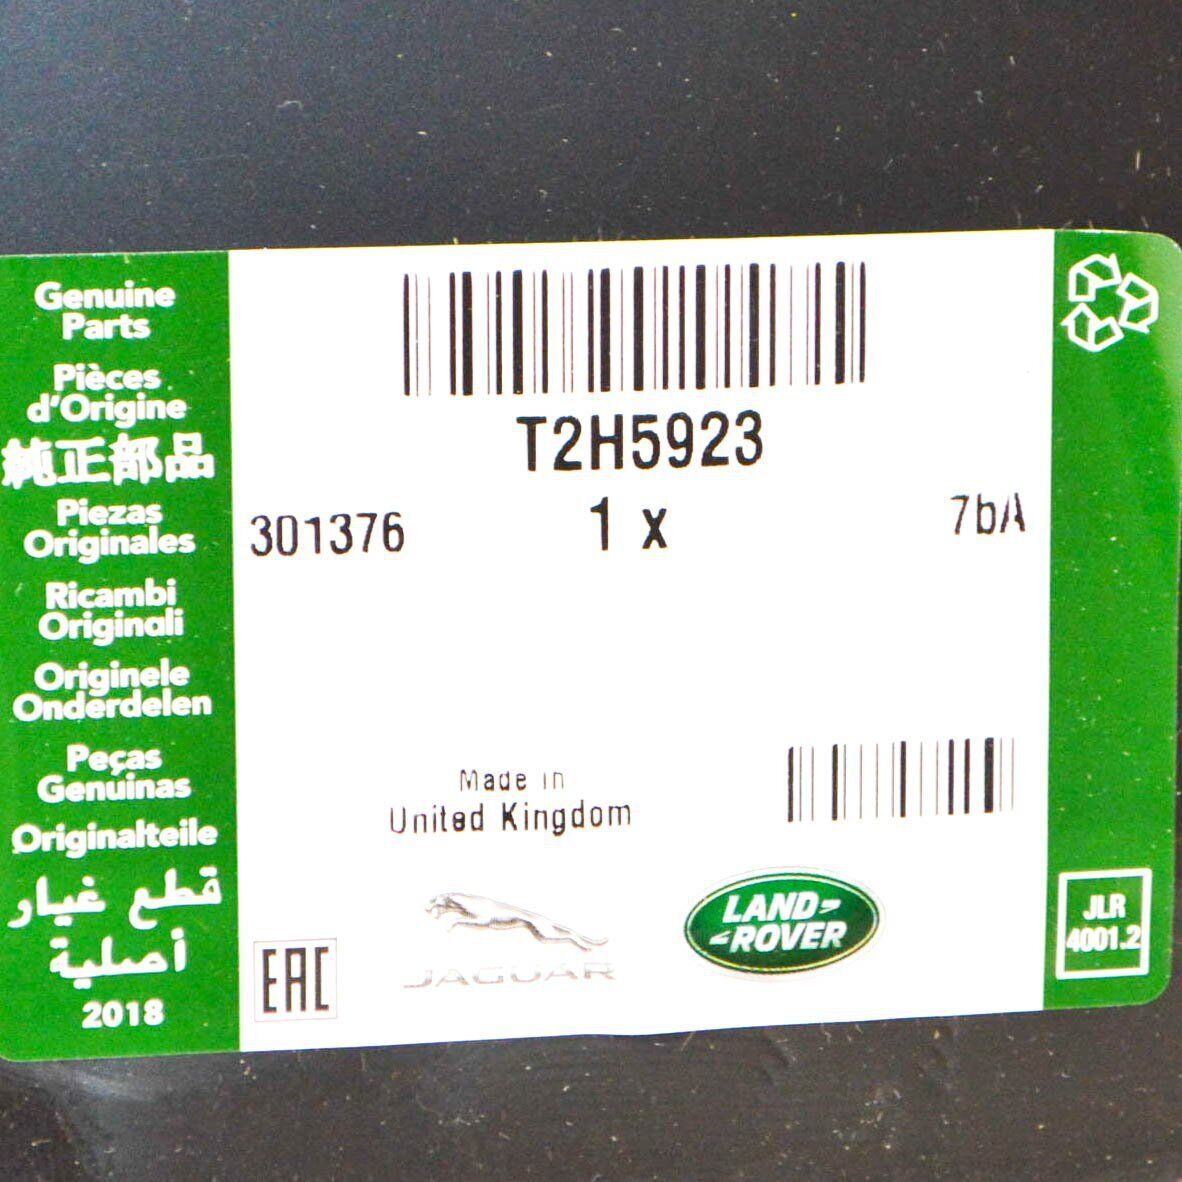 Genuine
Parts
Pièces
d'Origine
純正部品
Piezas
Originales
Ricambi
Originali
Originele
Onderdelen
Peças
Genuinas
Originalteile
قطع غيار
أصلية
2018
T2H5923
301376 1 x 7bA
Made in
United Kingdom
EAC
JAGUAR
LAND
ROVER
JLR
4001.2